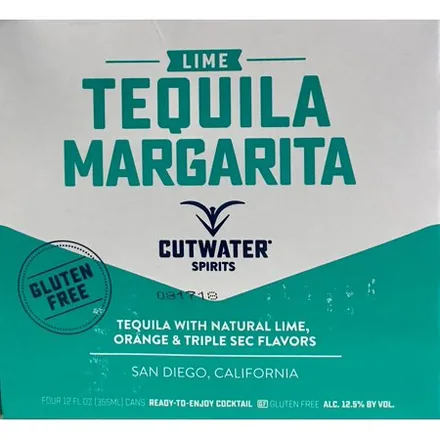 LIME
TEQUILA
MARGARITA
CUTWATER®
SPIRITS
GLUTEN
FREE
081718
TEQUILA WITH NATURAL LIME,
ORANGE & TRIPLE SEC FLAVORS
SAN DIEGO, CALIFORNIA
FOUR 12 FL OZ (355ML) CANS READY-TO-ENJOY COCKTAIL GF GLUTEN FREE ALC. 12.5% BY VOL.